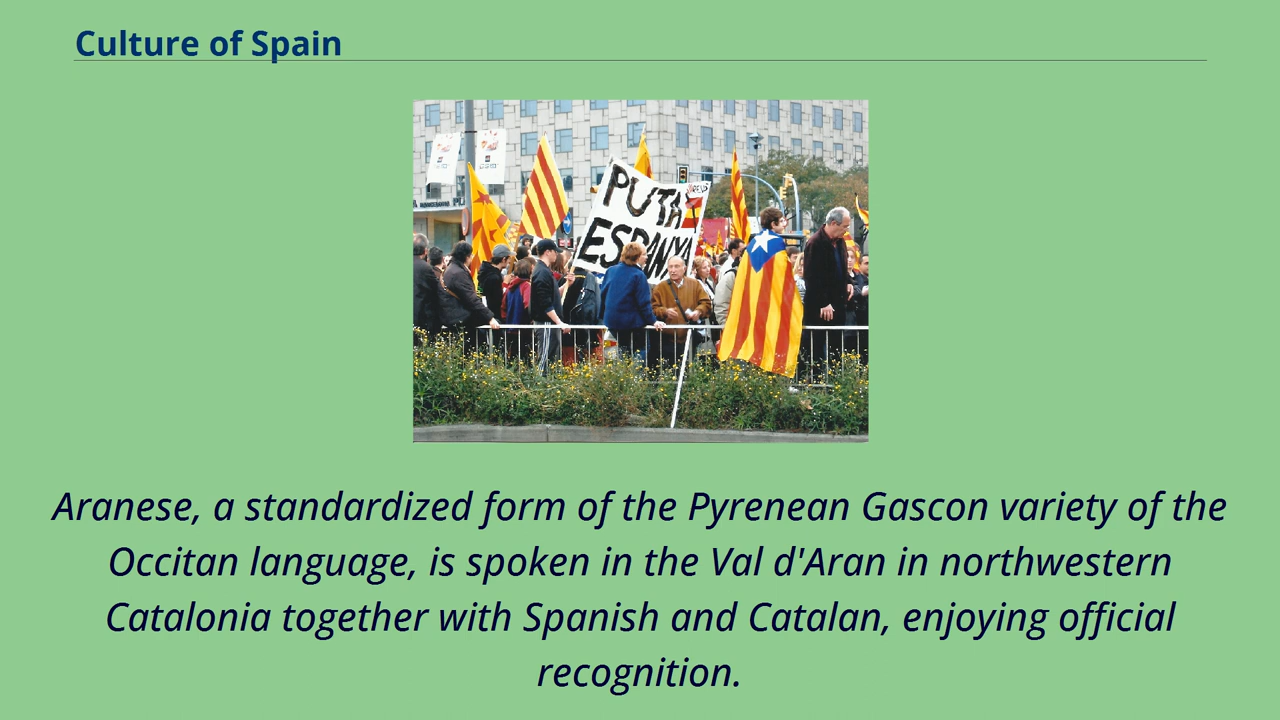 Culture of Spain
PUTA
ESPANYA
Aranese, a standardized form of the Pyrenean Gascon variety of the
Occitan language, is spoken in the Val d'Aran in northwestern
Catalonia together with Spanish and Catalan, enjoying official
recognition.